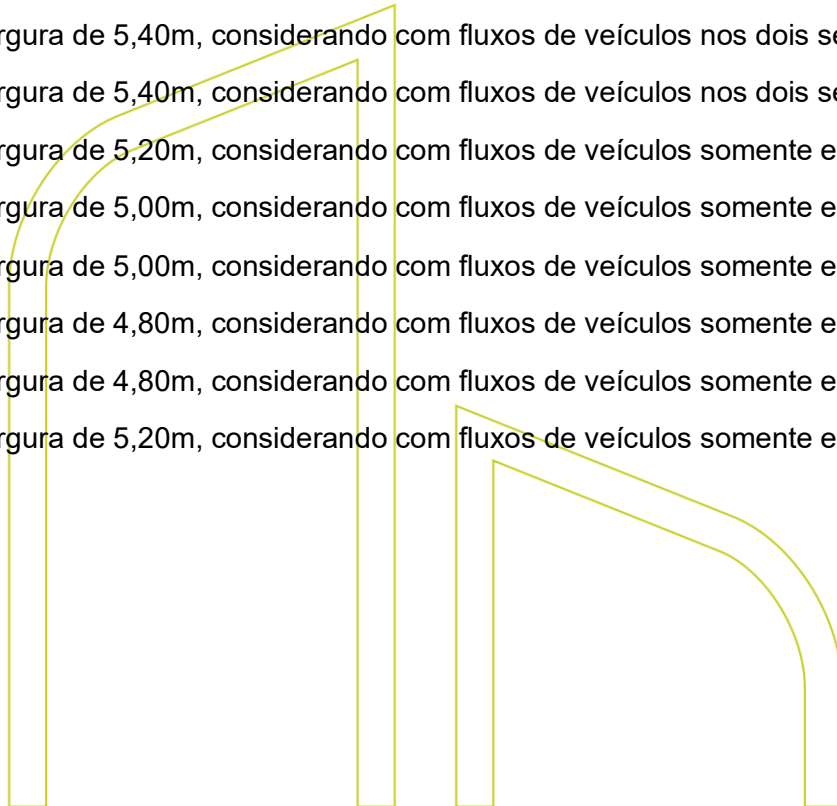 rgura de 5,40m, considerando com fluxos de veículos nos dois se
rgura de 5,40m, considerando com fluxos de veículos nos dois se
rgura de 5,20m, considerando com fluxos de veículos somente e
rgura de 5,00m, considerando com fluxos de veículos somente e
rgura de 5,00m, considerando com fluxos de veículos somente e
rgura de 4,80m, considerando com fluxos de veículos somente e
rgura de 4,80m, considerando com fluxos de veículos somente e
rgura de 5,20m, considerando com fluxos de veículos somente e